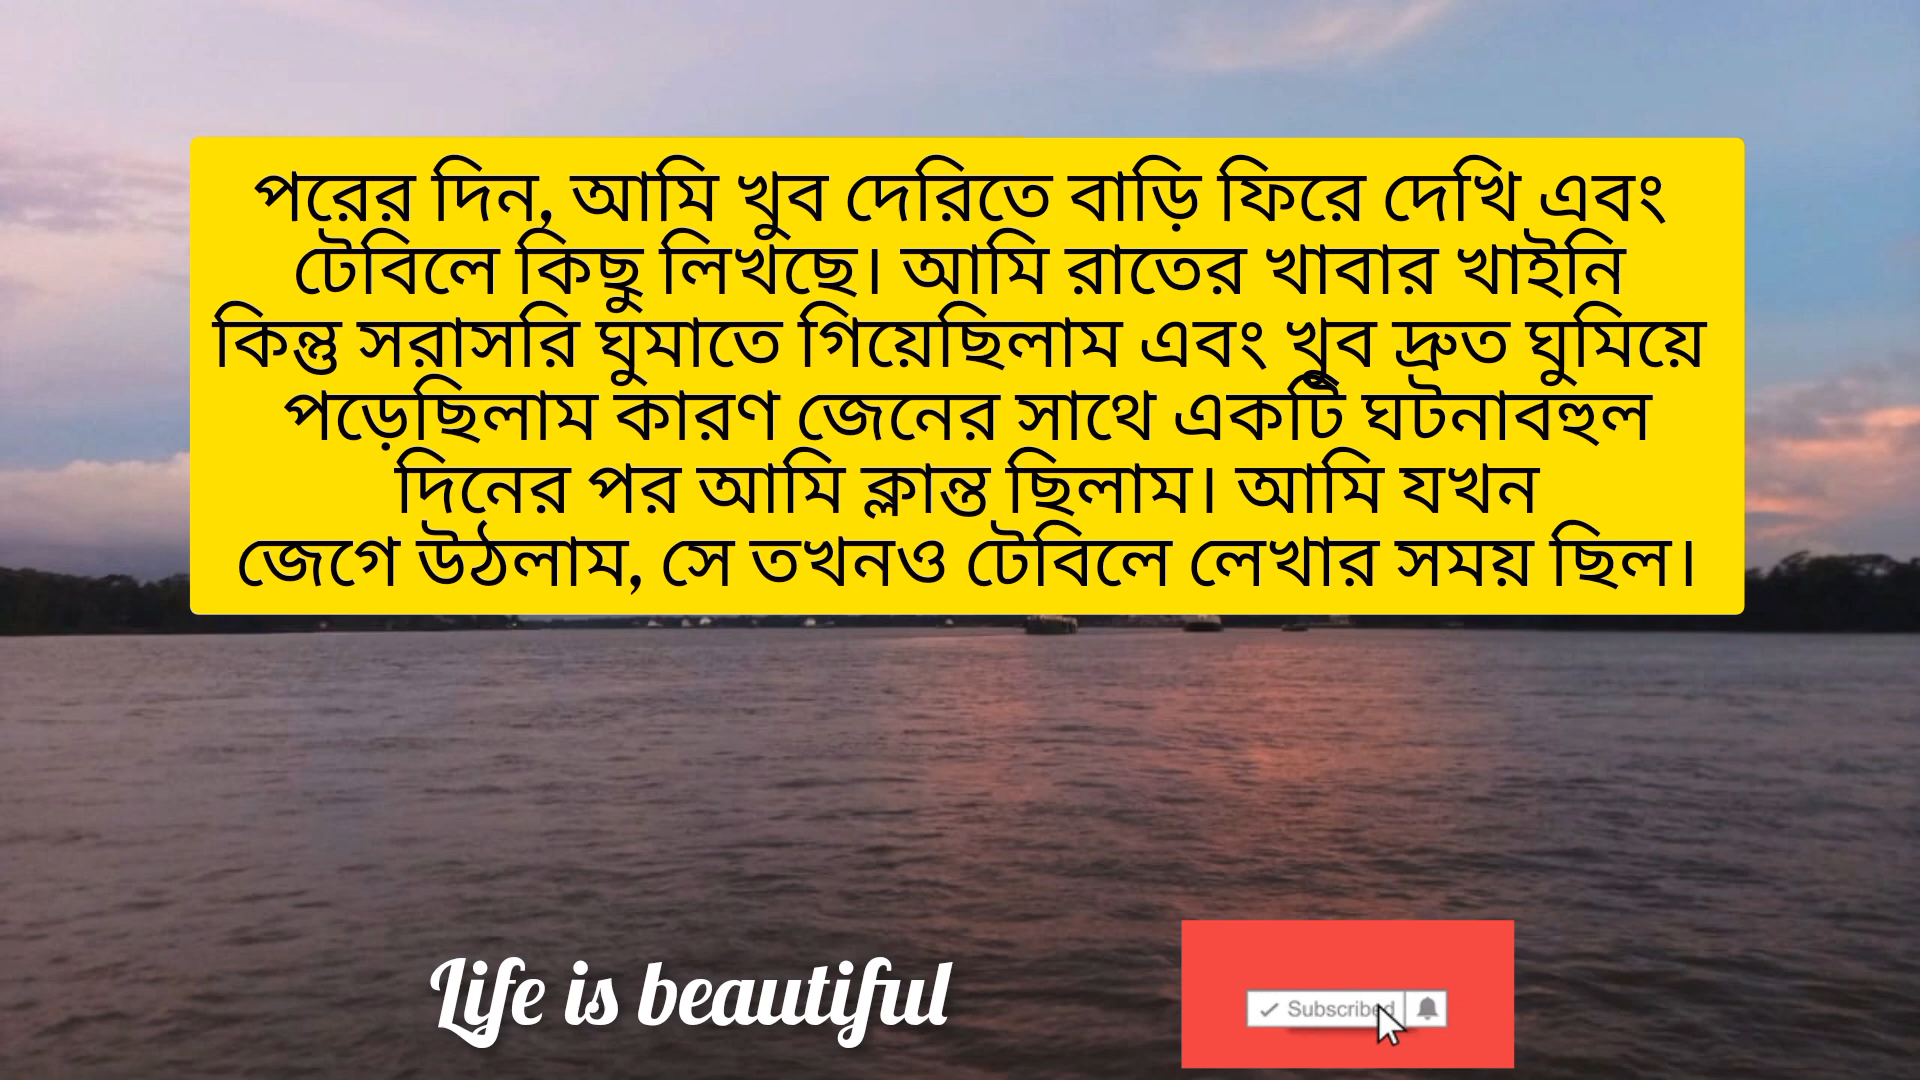 পরের দিন, আমি খুব দেরিতে বাড়ি ফিরে দেখি এবং
টেবিলে কিছু লিখছে। আমি রাতের খাবার খাইনি
কিন্তু সরাসরি ঘুমাতে গিয়েছিলাম এবং খুব দ্রুত ঘুমিয়ে
পড়েছিলাম কারণ জেনের সাথে একটি ঘটনাবহুল
দিনের পর আমি ক্লান্ত ছিলাম। আমি যখন
জেগে উঠলাম, সে তখনও টেবিলে লেখার সময় ছিল।
Life is beautiful
Subscribed